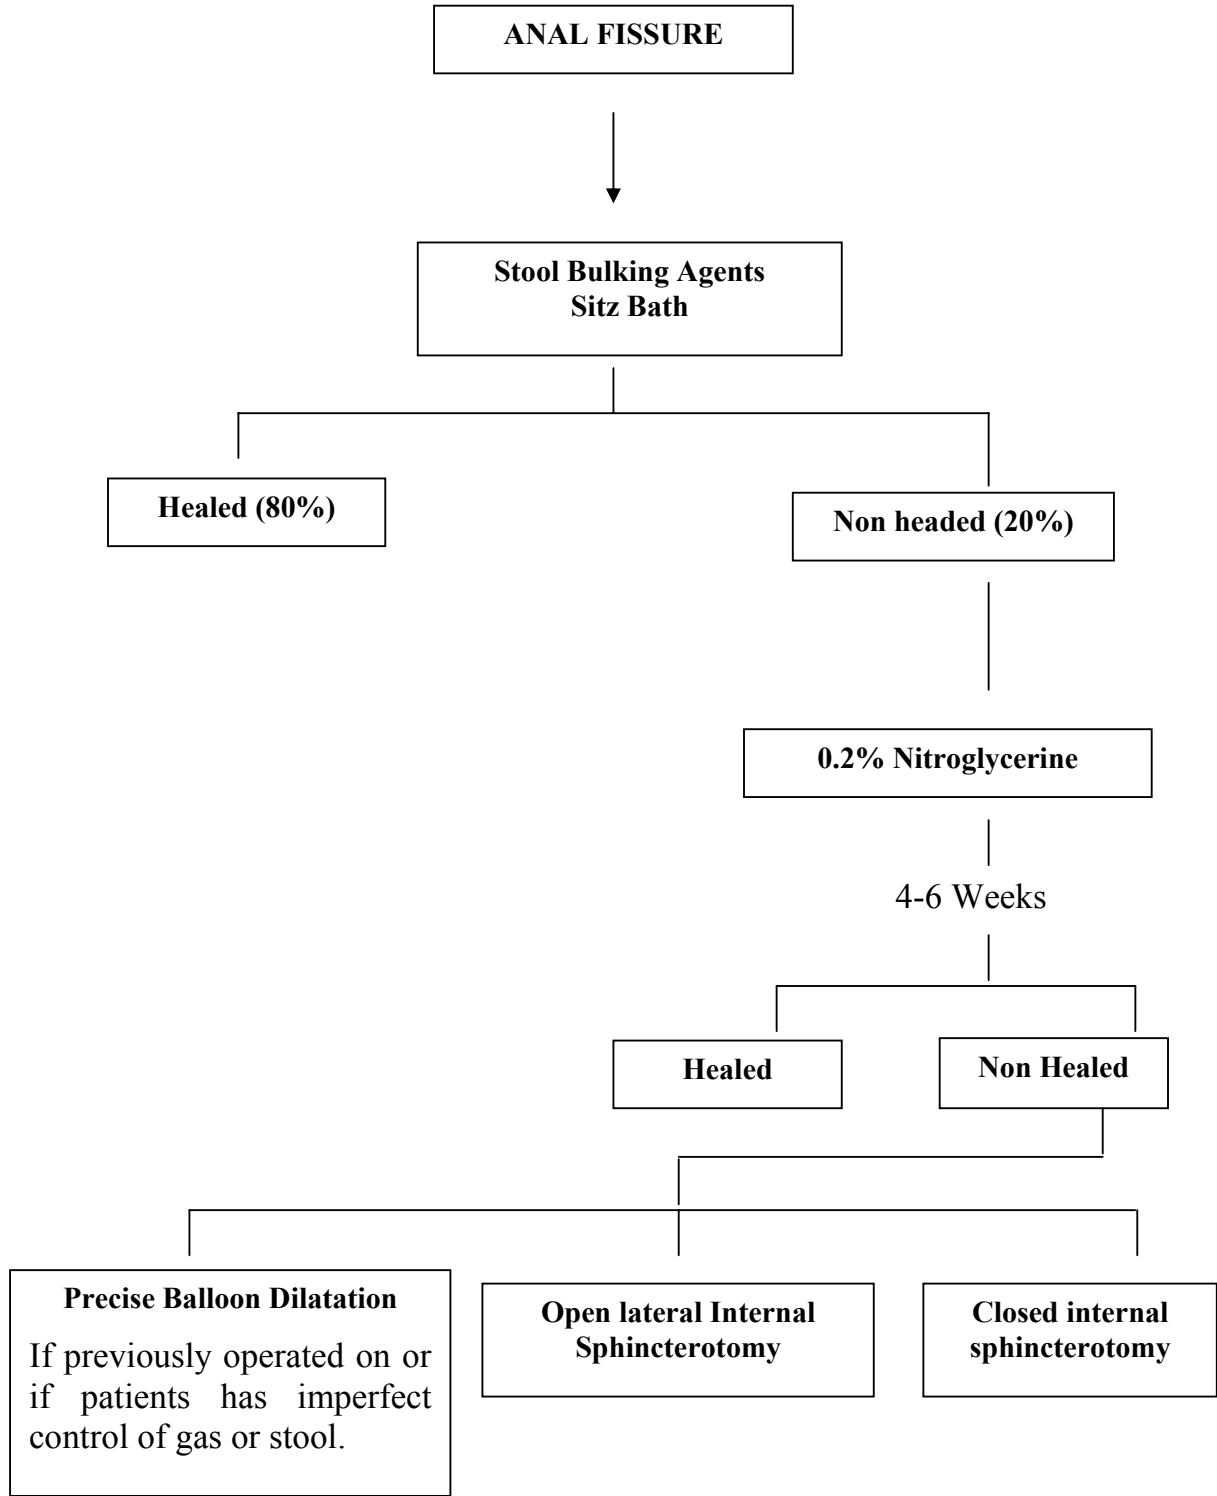 ANAL FISSURE
Stool Bulking Agents
Sitz Bath
Healed (80%)
Non headed (20%)
0.2% Nitroglycerine
4-6 Weeks
Healed
Non Healed
Precise Balloon Dilatation
If previously operated on or
if patients has imperfect
control of gas or stool.
Open lateral Internal
Sphincterotomy
Closed internal
sphincterotomy